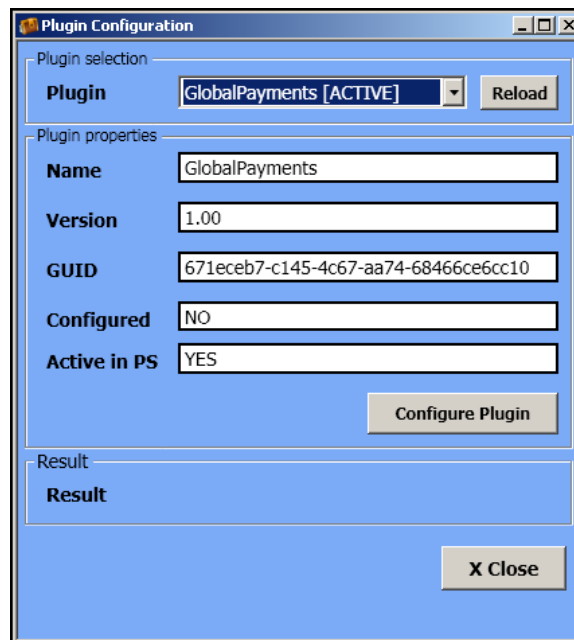 Plugin Configuration
Plugin selection
Plugin GlobalPayments [ACTIVE] Reload
Plugin properties
Name GlobalPayments
Version 1.00
GUID 671eceb7-c145-4c67-aa74-68466ce6cc10
Configured NO
Active in PS YES
Configure Plugin
Result
Result
X Close